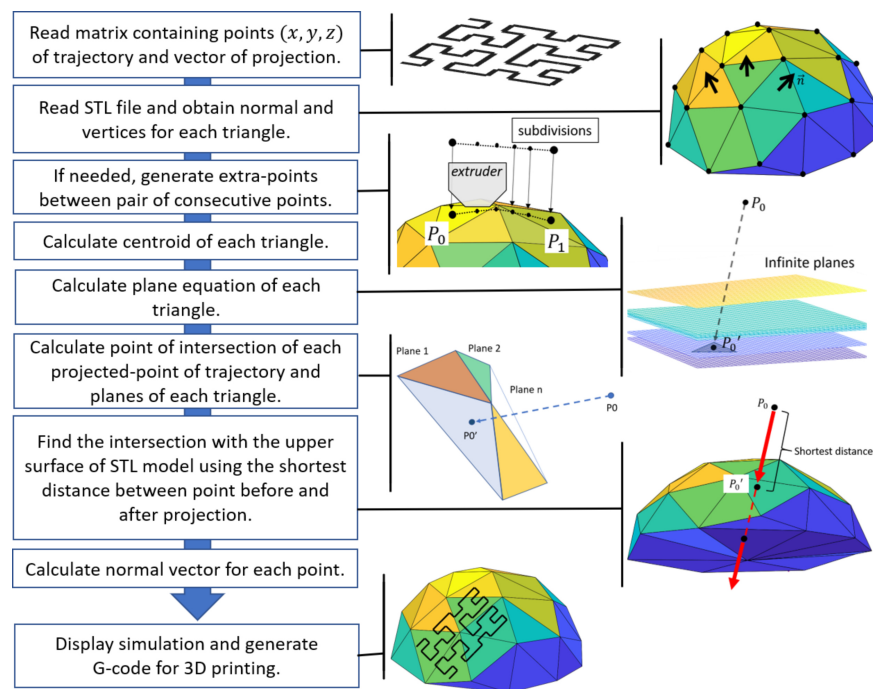 Read matrix containing points (x, y, z)
of trajectory and vector of projection.
Read STL file and obtain normal and
vertices for each triangle.
n⃗
subdivisions
If needed, generate extra-points
between pair of consecutive points.
extruder
P₀
P₁
Calculate centroid of each triangle.
P₀
Infinite planes
P₀′
Calculate plane equation of each
triangle.
Calculate point of intersection of each
projected-point of trajectory and
planes of each triangle.
Plane 1
Plane 2
Plane n
P0
P0′
Find the intersection with the upper
surface of STL model using the shortest
distance between point before and
after projection.
P₀
Shortest distance
P₀′
Calculate normal vector for each point.
Display simulation and generate
G-code for 3D printing.